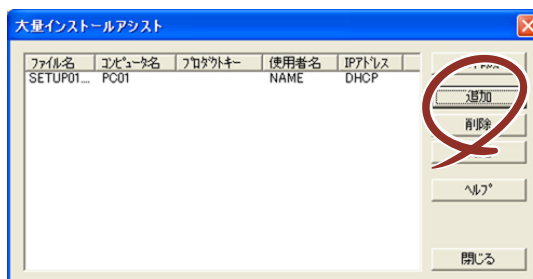 大量インストールアシスト
ファイル名 コンピュータ名 プロダクトキー 使用者名 IPアドレス
SETUP01.... PC01 NAME DHCP
追加
削除
ヘルプ
閉じる